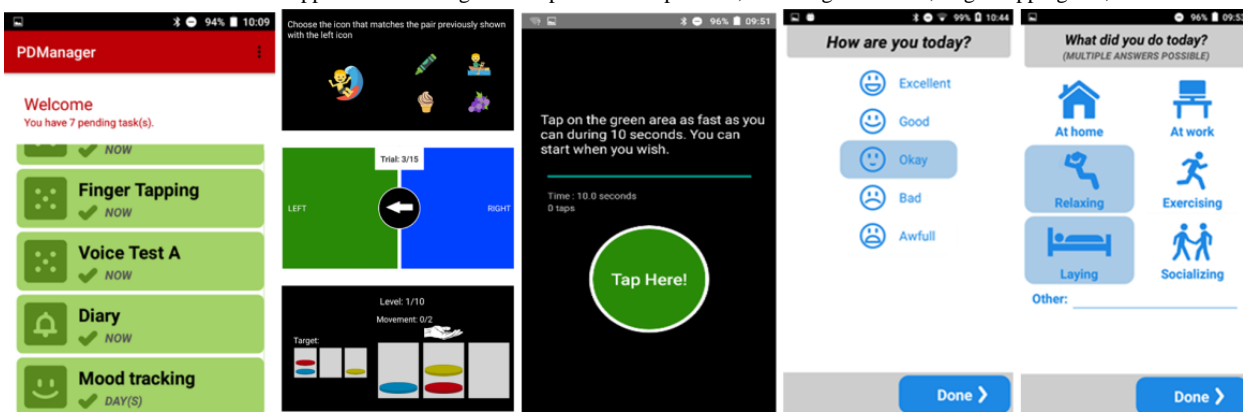 94% 10:09
PDManager
Welcome
You have 7 pending task(s).
NOW
Finger Tapping
NOW
Voice Test A
NOW
Diary
NOW
Mood tracking
DAY(S)
Choose the icon that matches the pair previously shown
with the left icon
Trial: 3/15
LEFT
RIGHT
Level: 1/10
Movement: 0/2
Target:
96% 09:51
Tap on the green area as fast as you
can during 10 seconds. You can
start when you wish.
Time : 10.0 seconds
0 taps
Tap Here!
99% 10:44
How are you today?
Excellent
Good
Okay
Bad
Awfull
Done
96% 09:53
What did you do today?
(MULTIPLE ANSWERS POSSIBLE)
At home
At work
Relaxing
Exercising
Laying
Socializing
Other:
Done